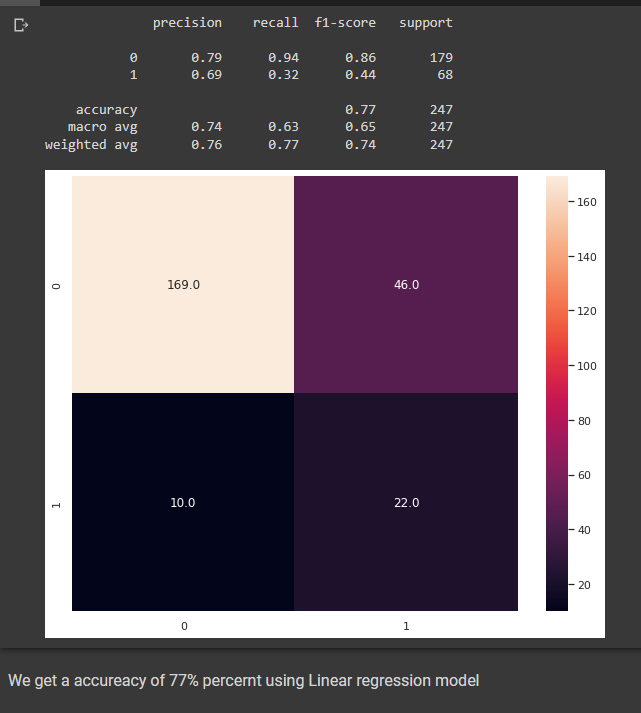 precision recall f1-score support
0 0.79 0.94 0.86 179
1 0.69 0.32 0.44 68
accuracy 0.77 247
macro avg 0.74 0.63 0.65 247
weighted avg 0.76 0.77 0.74 247
160
140
120
100
80
60
40
20
0
169.0 46.0
1
10.0 22.0
0 1
We get a accureacy of 77% percernt using Linear regression model